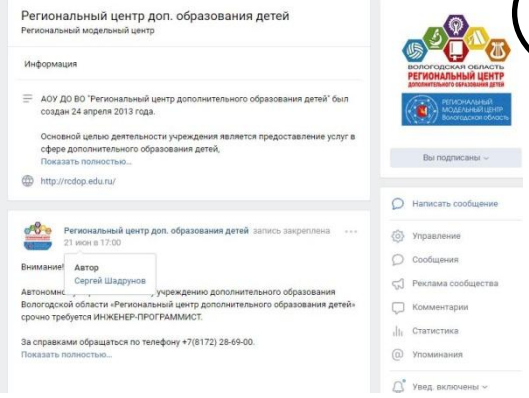 Региональный центр доп. образования детей
Региональный модельный центр
Информация
АОУ ДО ВО "Региональный центр дополнительного образования детей" был
создан 24 апреля 2013 года.
Основной целью деятельности учреждения является предоставление услуг в
сфере дополнительного образования детей,
Показать полностью...
http://rcdop.edu.ru/
Региональный центр доп. образования детей запись закреплена
21 июн в 17:00
Внимание!
Автор
Сергей Шадрунов
Автономно учреждению дополнительного образования
Вологодской области «Региональный центр дополнительного образования детей»
срочно требуется ИНЖЕНЕР-ПРОГРАММИСТ.
За справками обращаться по телефону +7(8172) 28-69-00.
Показать полностью...
ВОЛОГОДСКАЯ ОБЛАСТЬ
РЕГИОНАЛЬНЫЙ ЦЕНТР
ДОПОЛНИТЕЛЬНОГО ОБРАЗОВАНИЯ ДЕТЕЙ
РЕГИОНАЛЬНЫЙ
МОДЕЛЬНЫЙ ЦЕНТР
Вологодская область
Вы подписаны
Написать сообщение
Управление
Сообщения
Реклама сообщества
Комментарии
Статистика
Упоминания
Увед. включены